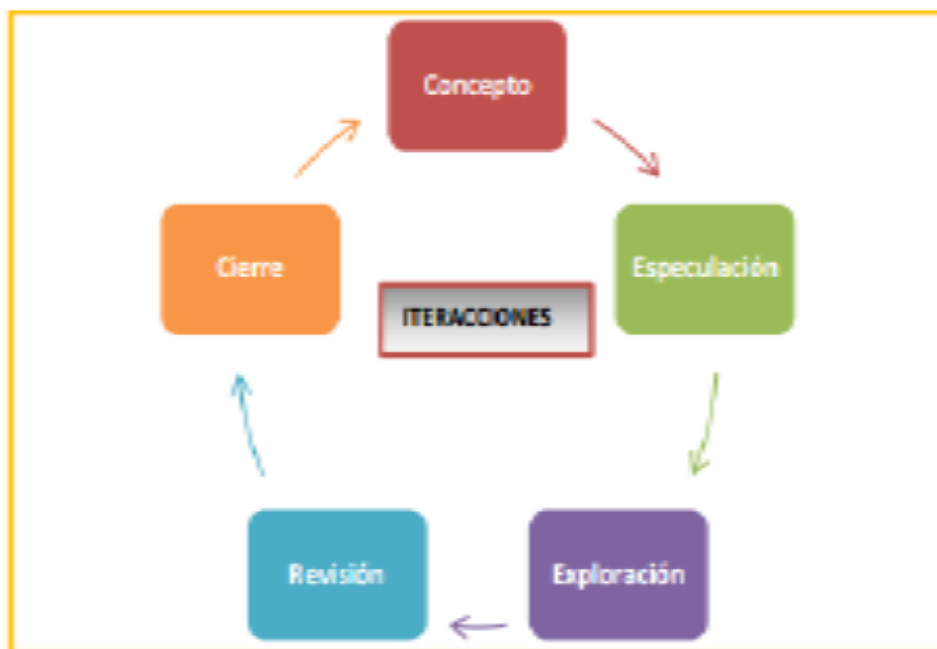 Concepto
Especulación
Exploración
Revisión
Cierre
ITERACCIONES